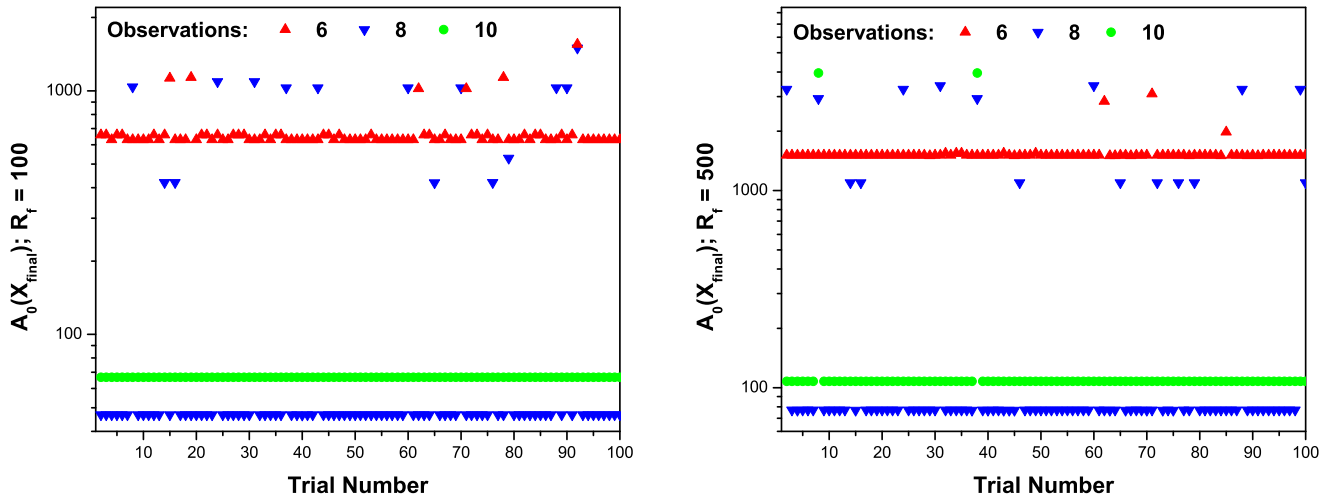 Observations: 6 8 10
A0(Xfinal); Rf = 100
1000
100
10 20 30 40 50 60 70 80 90 100
Trial Number
Observations: 6 8 10
A0(Xfinal); Rf = 500
1000
100
10 20 30 40 50 60 70 80 90 100
Trial Number